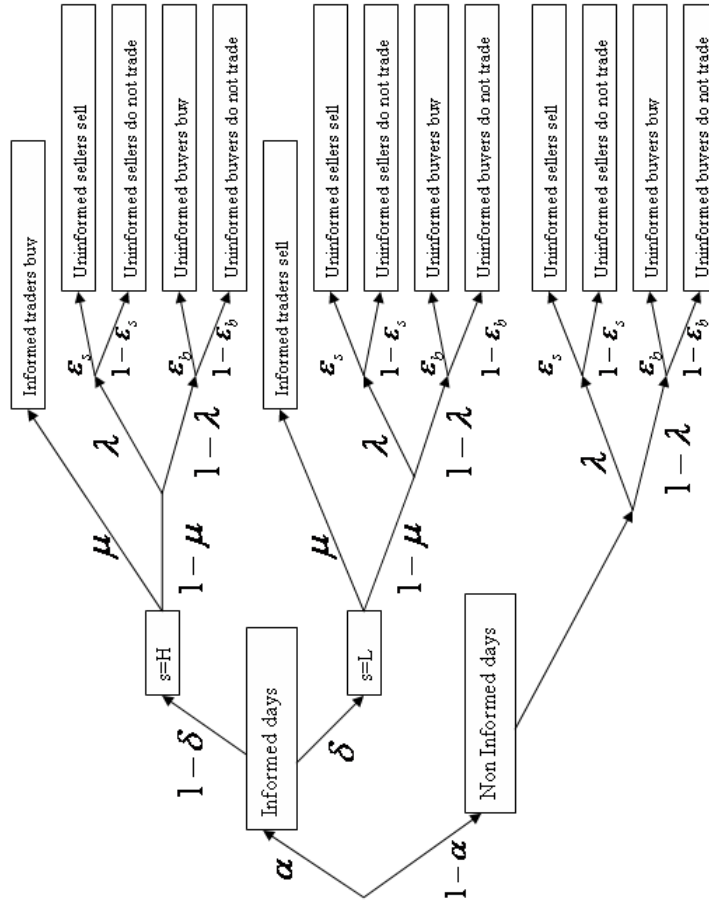 α
1−α
Informed days
Non Informed days
1−δ
δ
s=H
s=L
μ
1−μ
Informed traders buy
λ
1−λ
ε_s
1−ε_s
ε_b
1−ε_b
Uninformed sellers sell
Uninformed sellers do not trade
Uninformed buyers buy
Uninformed buyers do not trade
μ
1−μ
Informed traders sell
λ
1−λ
ε_s
1−ε_s
ε_b
1−ε_b
Uninformed sellers sell
Uninformed sellers do not trade
Uninformed buyers buy
Uninformed buyers do not trade
λ
1−λ
ε_s
1−ε_s
ε_b
1−ε_b
Uninformed sellers sell
Uninformed sellers do not trade
Uninformed buyers buy
Uninformed buyers do not trade